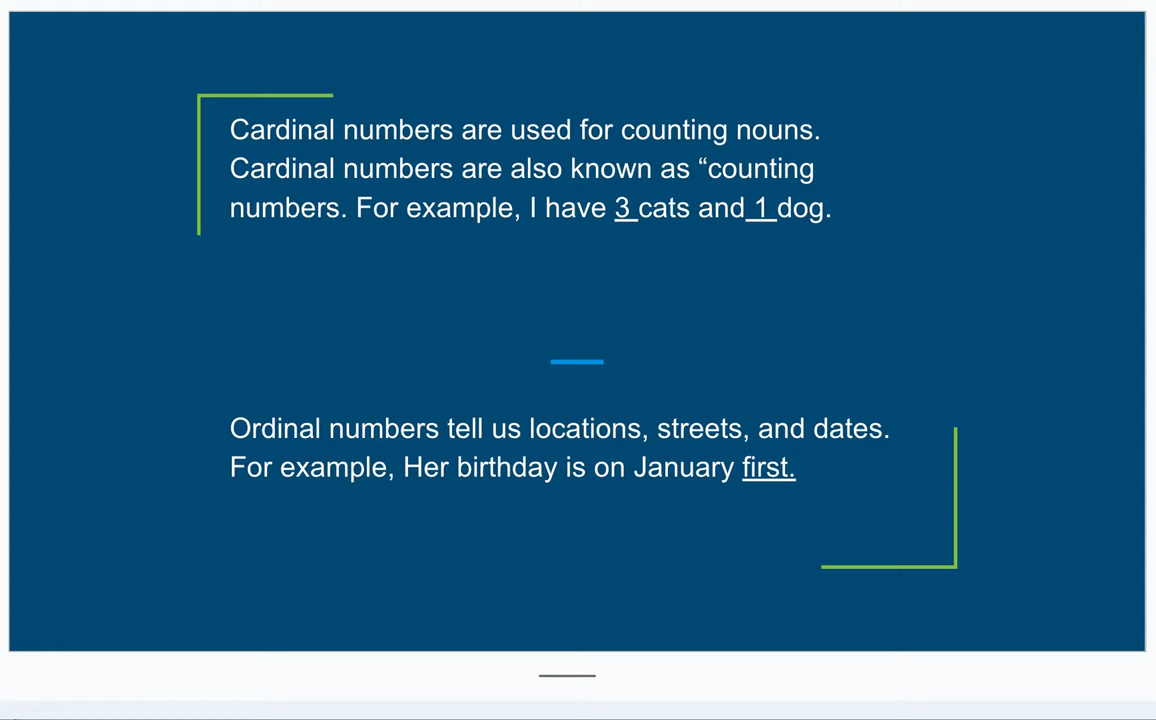 Cardinal numbers are used for counting nouns.
Cardinal numbers are also known as “counting
numbers. For example, I have 3 cats and 1 dog.
Ordinal numbers tell us locations, streets, and dates.
For example, Her birthday is on January first.